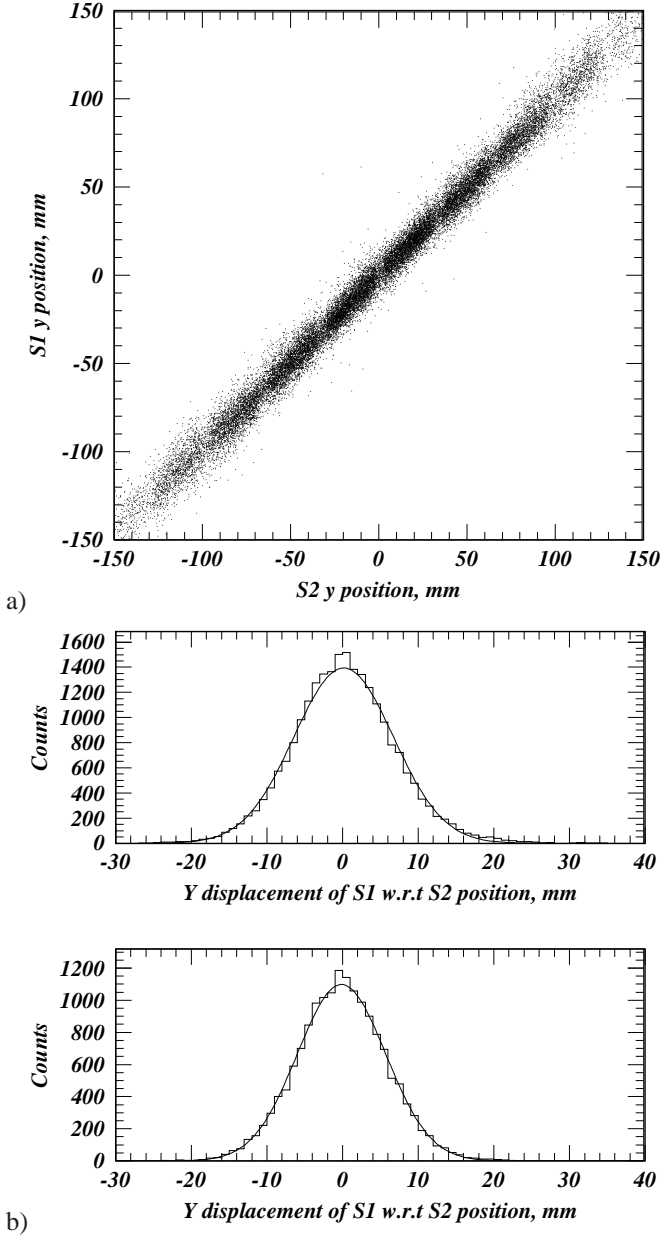 150
100
50
0
-50
-100
-150
S1 y position, mm
-150 -100 -50 0 50 100 150
S2 y position, mm
a)
1600
1400
1200
1000
800
600
400
200
0
Counts
-30 -20 -10 0 10 20 30 40
Y displacement of S1 w.r.t S2 position, mm
1200
1000
800
600
400
200
0
Counts
-30 -20 -10 0 10 20 30 40
Y displacement of S1 w.r.t S2 position, mm
b)